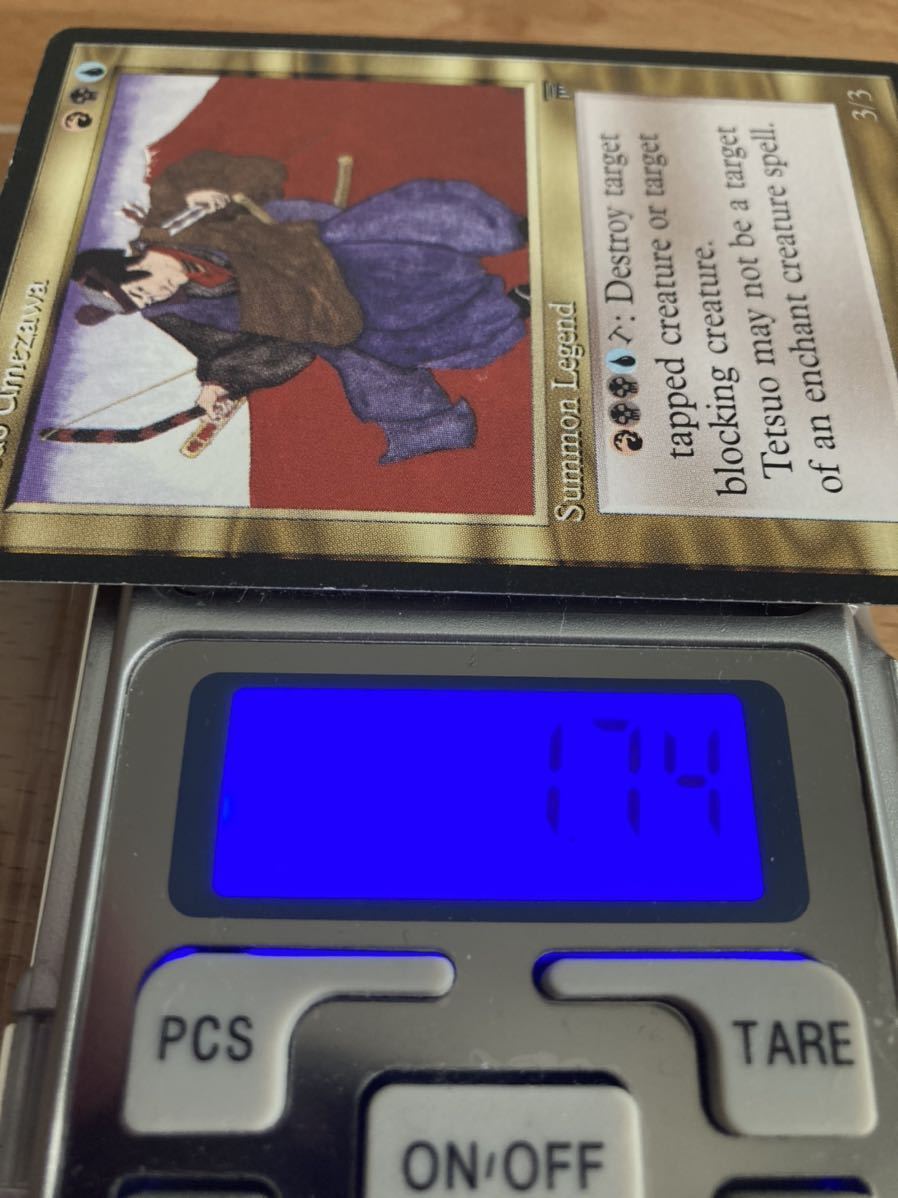 Umezawa
Summon Legend
: Destroy target
tapped creature or target
blocking creature.
Tetsuo may not be a target
of an enchant creature spell.
3/3
174
PCS
TARE
ON/OFF